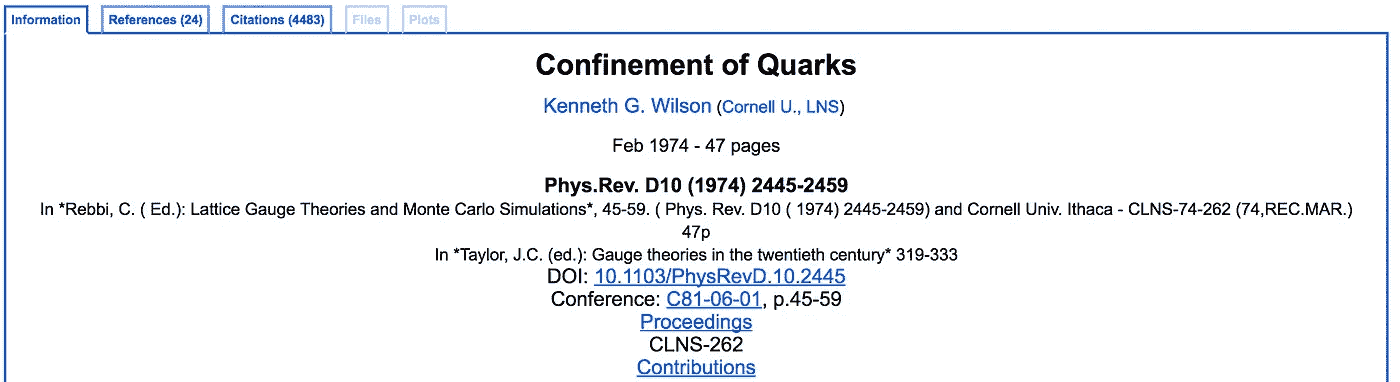 Information References (24) Citations (4483) Files Plots
Confinement of Quarks
Kenneth G. Wilson (Cornell U., LNS)
Feb 1974 - 47 pages
Phys.Rev. D10 (1974) 2445-2459
In *Rebbi, C. ( Ed.): Lattice Gauge Theories and Monte Carlo Simulations*, 45-59. ( Phys. Rev. D10 ( 1974) 2445-2459) and Cornell Univ. Ithaca - CLNS-74-262 (74,REC.MAR.)
47p
In *Taylor, J.C. (ed.): Gauge theories in the twentieth century* 319-333
DOI: 10.1103/PhysRevD.10.2445
Conference: C81-06-01, p.45-59
Proceedings
CLNS-262
Contributions